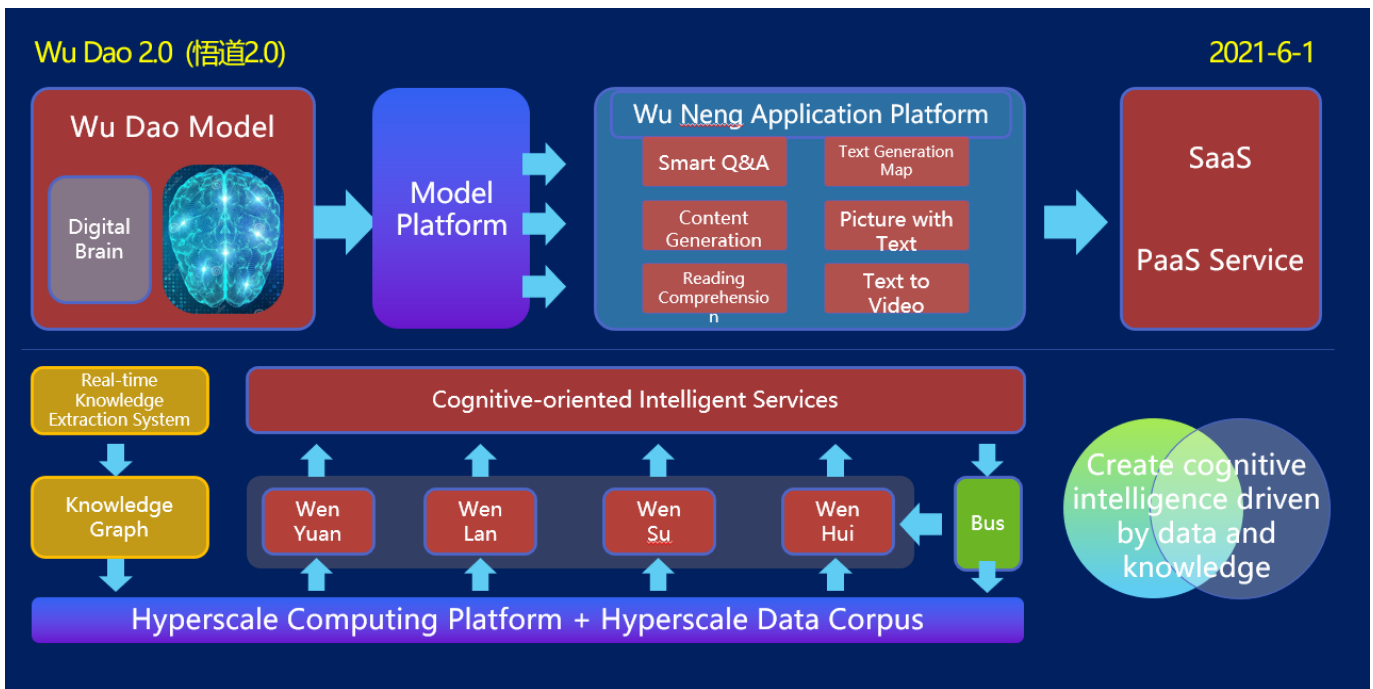 Wu Dao 2.0 (悟道2.0)
2021-6-1
Wu Dao Model
Digital
Brain
Model
Platform
Wu Neng Application Platform
Smart Q&A
Text Generation
Map
Content
Generation
Picture with
Text
Reading
Comprehensio
n
Text to
Video
SaaS
PaaS Service
Real-time
Knowledge
Extraction System
Cognitive-oriented Intelligent Services
Knowledge
Graph
Wen
Yuan
Wen
Lan
Wen
Su
Wen
Hui
Bus
Create cognitive
intelligence driven
by data and
knowledge
Hyperscale Computing Platform + Hyperscale Data Corpus